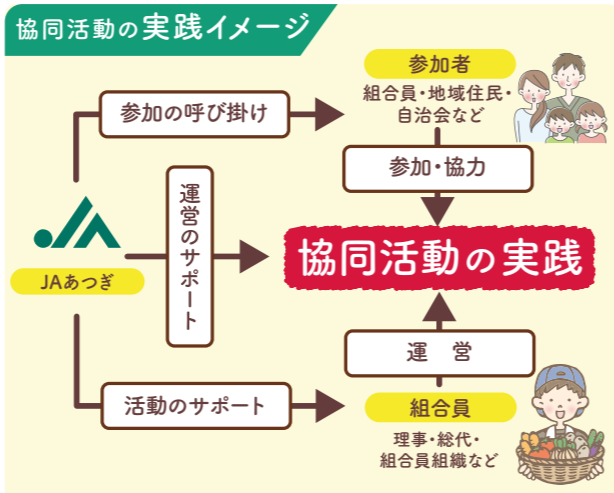 協同活動の実践イメージ
参加者
組合員・地域住民・
自治会など
参加の呼び掛け
参加・協力
運営のサポート
協同活動の実践
JA
JAあつぎ
運営
活動のサポート
組合員
理事・総代・
組合員組織など